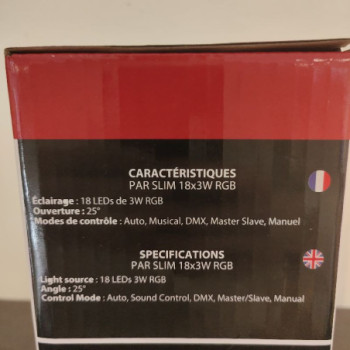 CARACTÉRISTIQUES
PAR SLIM 18x3W RGB
Éclairage : 18 LEDs de 3W RGB
Ouverture : 25°
Modes de contrôle : Auto, Musical, DMX, Master Slave, Manuel
SPECIFICATIONS
PAR SLIM 18x3W RGB
Light source : 18 LEDs 3W RGB
Angle : 25°
Control Mode : Auto, Sound Control, DMX, Master/Slave, Manual